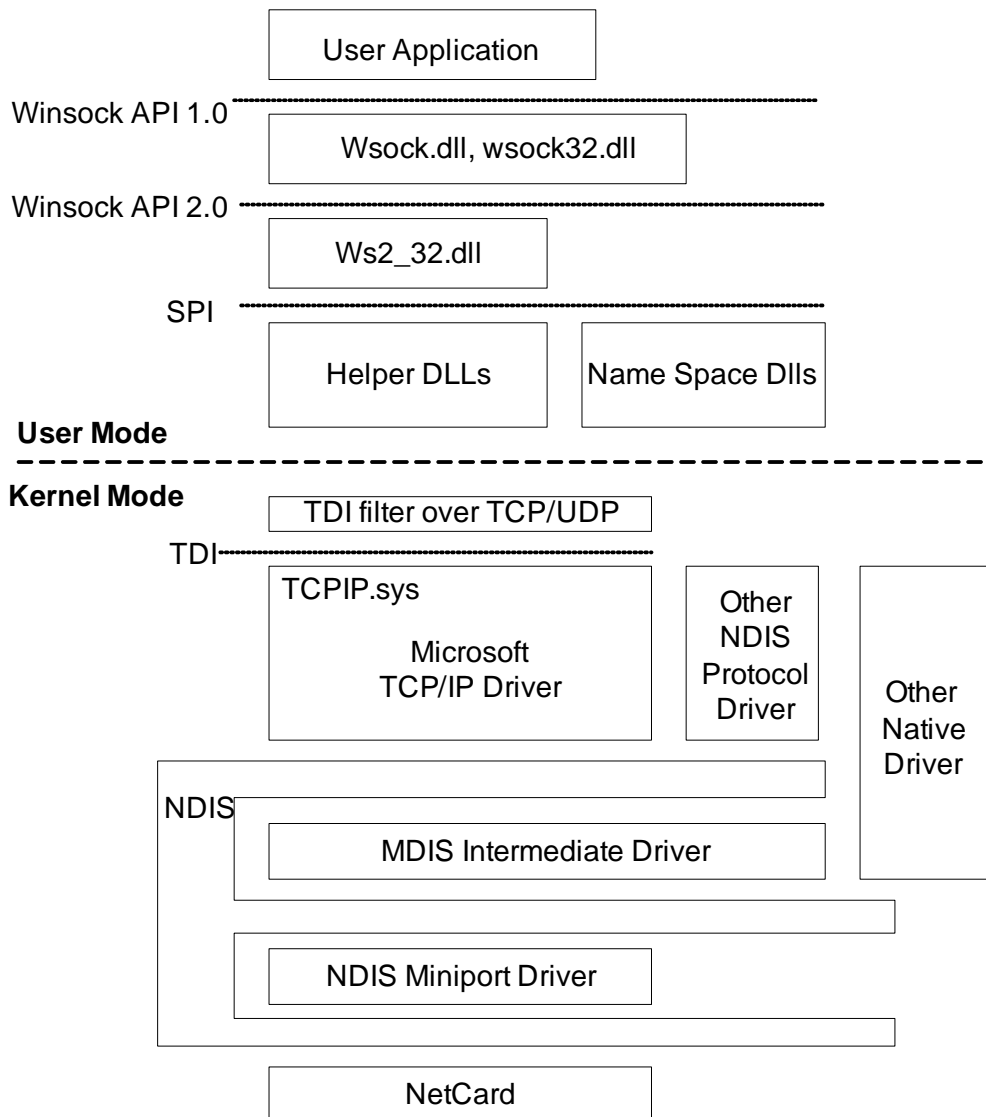 User Application
Winsock API 1.0
Wsock.dll, wsock32.dll
Winsock API 2.0
Ws2_32.dll
SPI
Helper DLLs
Name Space Dlls
User Mode
Kernel Mode
TDI filter over TCP/UDP
TDI
TCPIP.sys
Microsoft
TCP/IP Driver
Other
NDIS
Protocol
Driver
Other
Native
Driver
NDIS
MDIS Intermediate Driver
NDIS Miniport Driver
NetCard